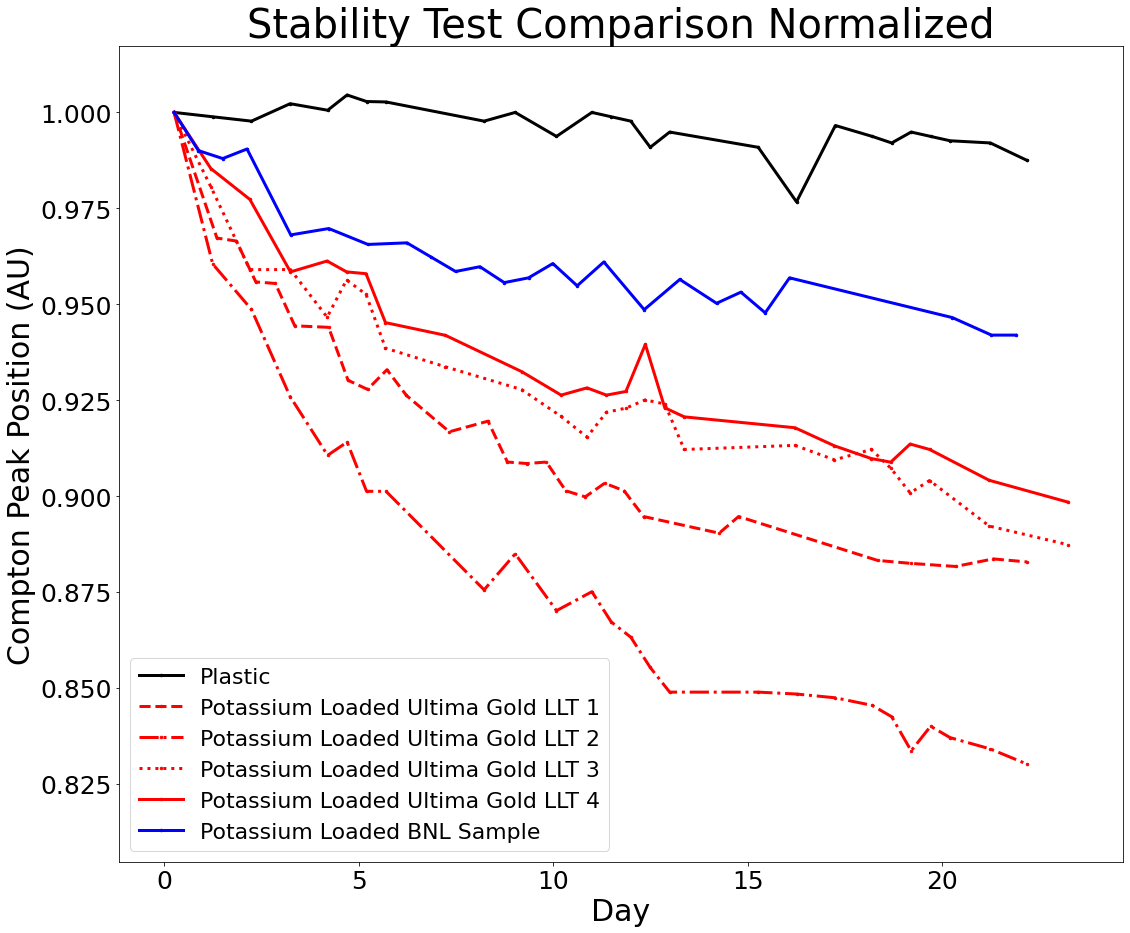 Stability Test Comparison Normalized
Compton Peak Position (AU)
1.000
0.975
0.950
0.925
0.900
0.875
0.850
0.825
Plastic
Potassium Loaded Ultima Gold LLT 1
Potassium Loaded Ultima Gold LLT 2
Potassium Loaded Ultima Gold LLT 3
Potassium Loaded Ultima Gold LLT 4
Potassium Loaded BNL Sample
0 5 10 15 20
Day